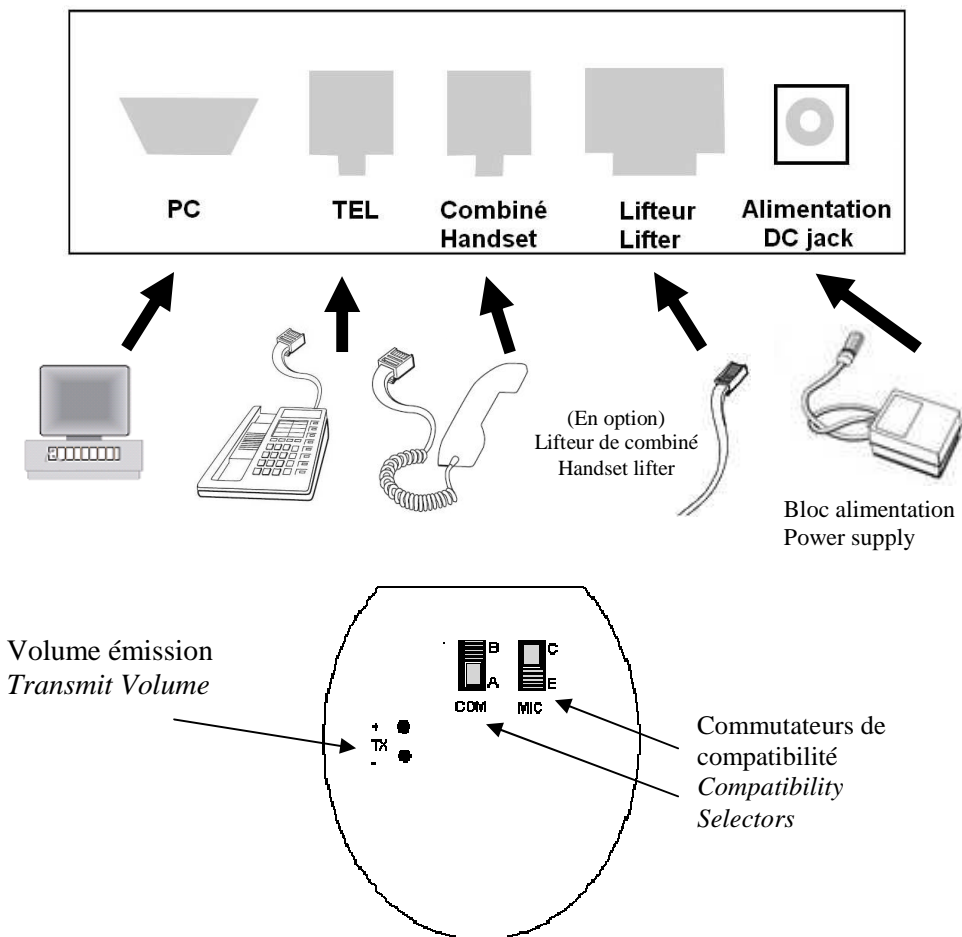 PC
TEL
Combiné
Handset
Lifteur
Lifter
Alimentation
DC jack
(En option)
Lifteur de combiné
Handset lifter
Bloc alimentation
Power supply
Volume émission
Transmit Volume
B
A
COM
C
E
MIC
+
TX
-
Commutateurs de
compatibilité
Compatibility
Selectors